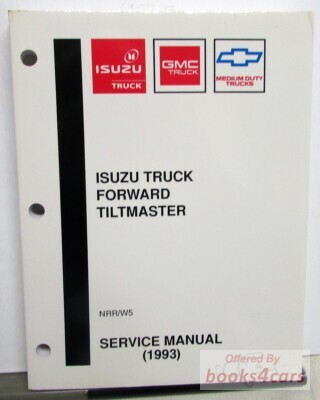 ISUZU
TRUCK
GMC
TRUCK
MEDIUM DUTY
TRUCKS
ISUZU TRUCK
FORWARD
TILTMASTER
NRR/W5
SERVICE MANUAL
(1993)
Offered By
books4cars